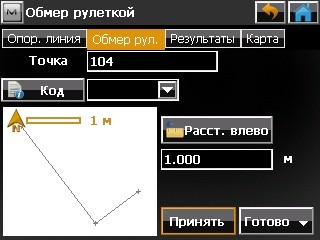 Обмер рулеткой
Опор. линия Обмер рул. Результаты Карта
Точка 104
Код
N 1 м
Расст. влево
1.000 м
Принять Готово